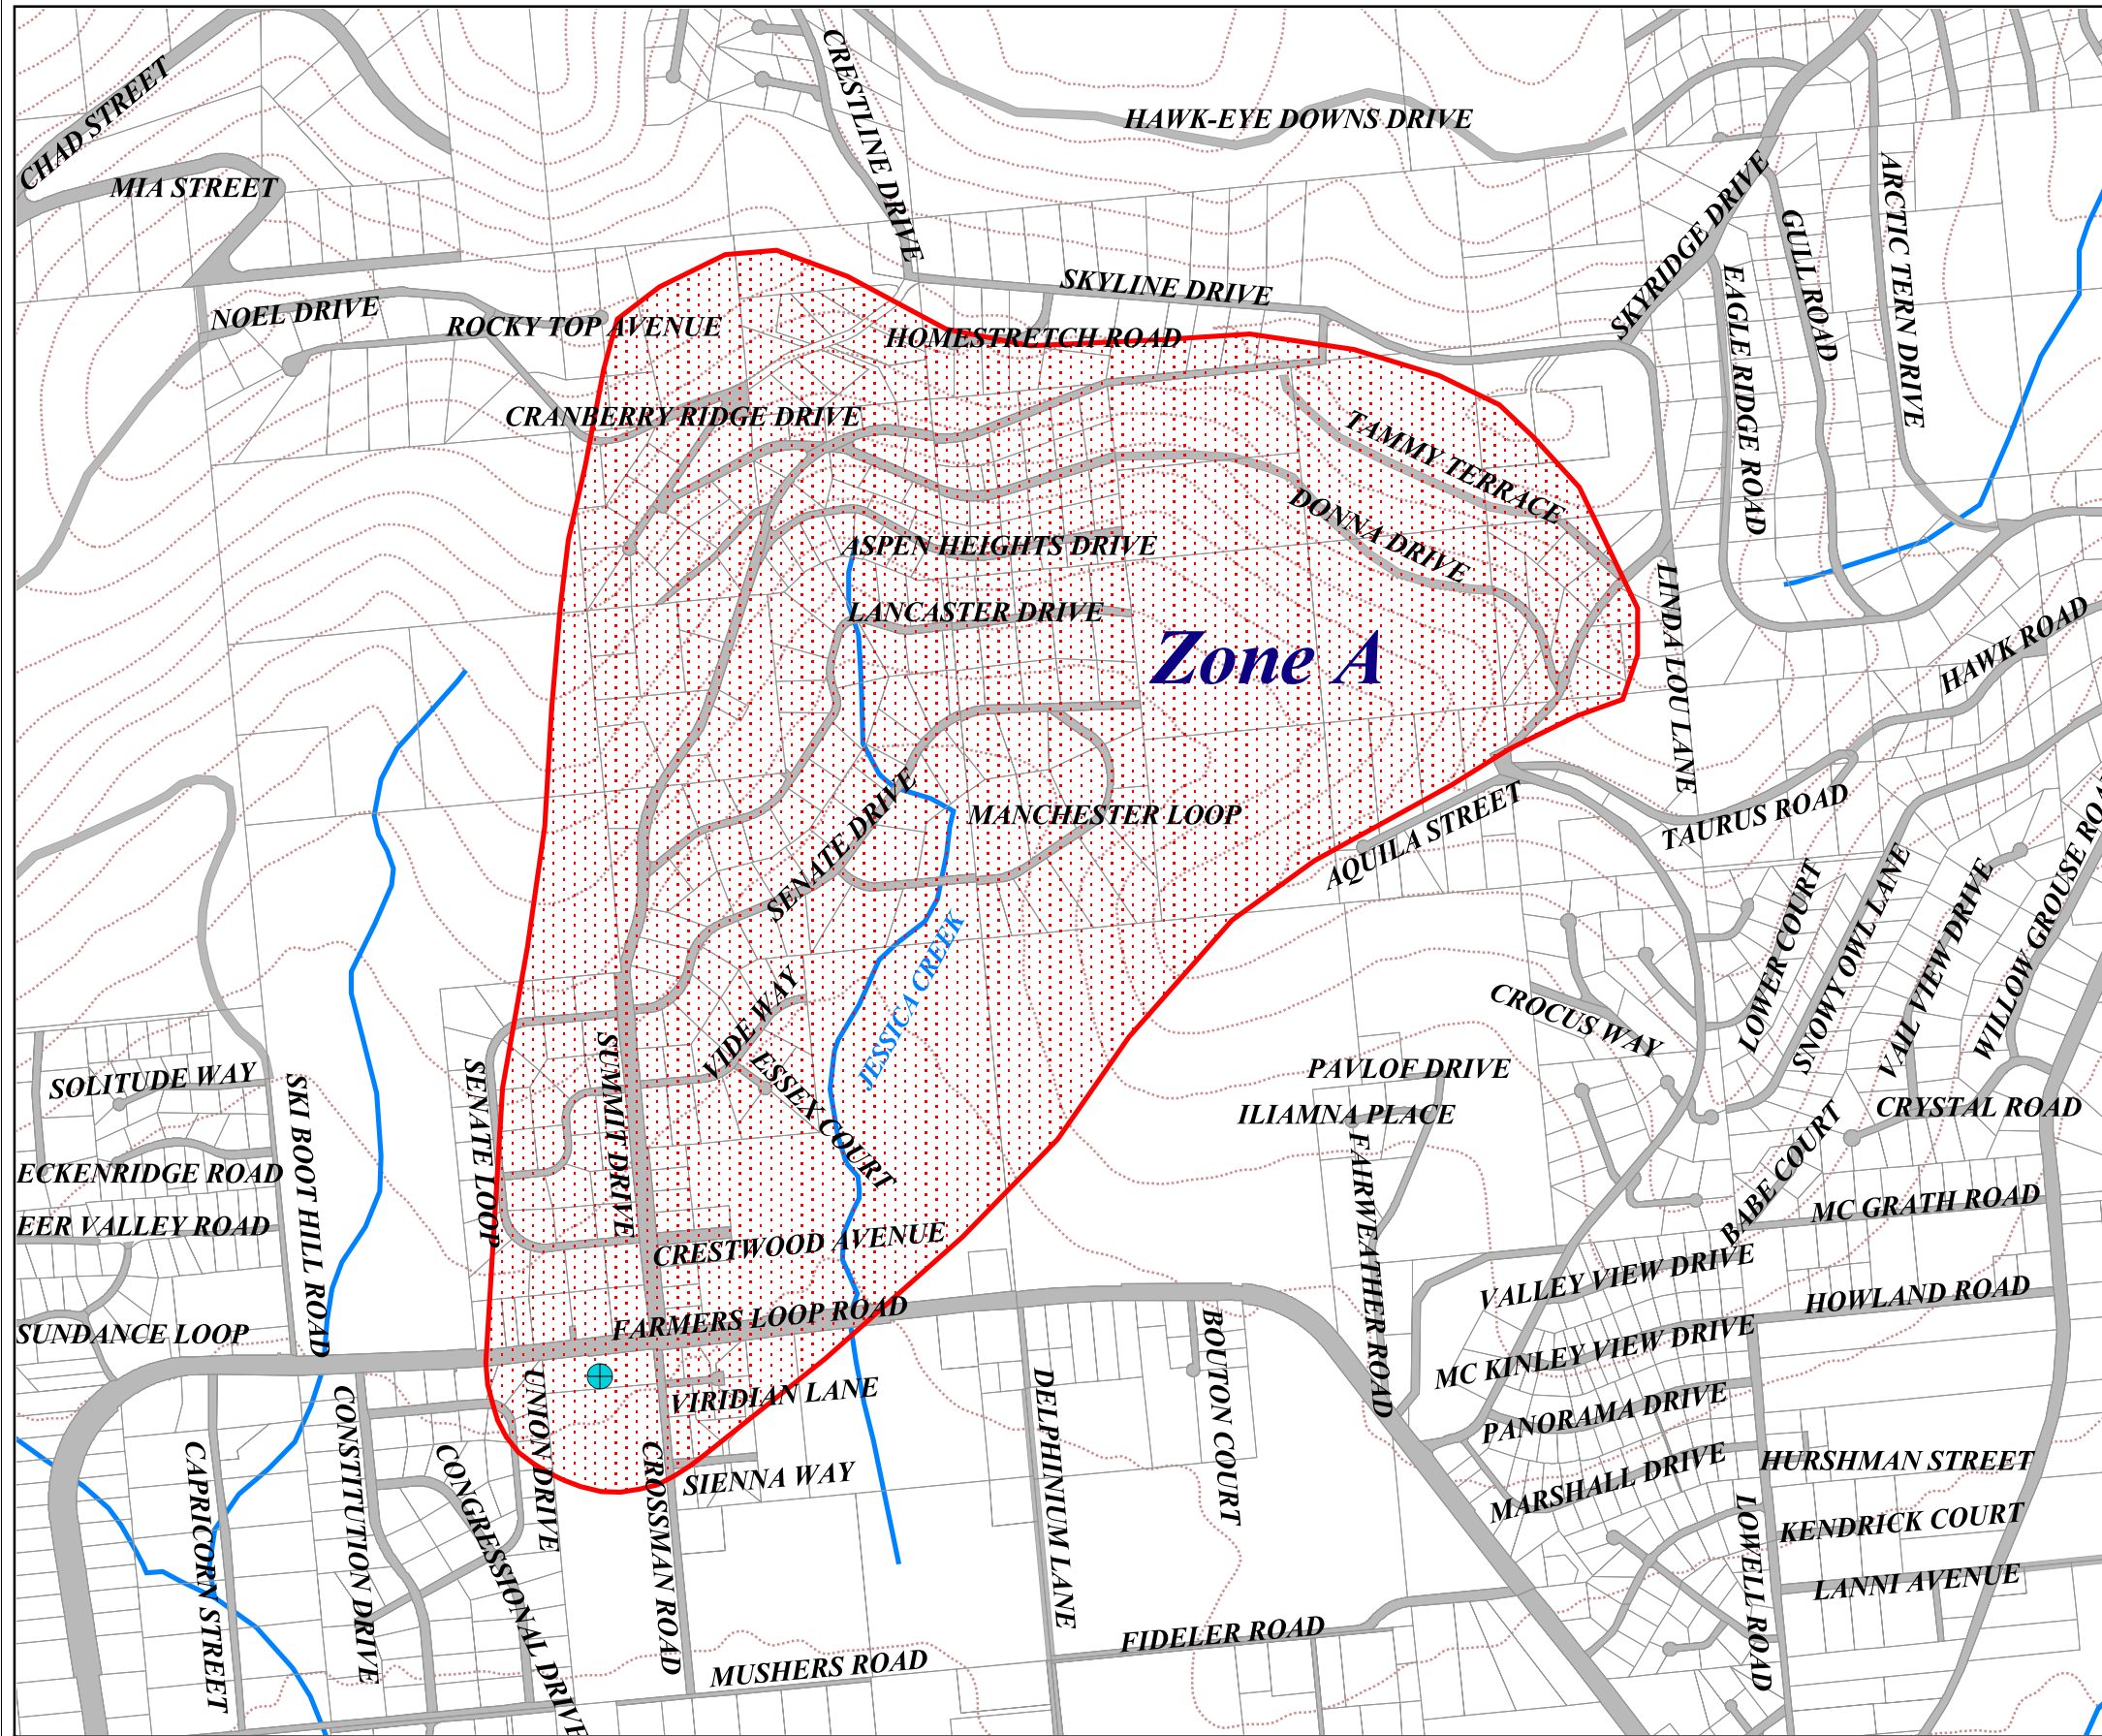 CHAD STREET
MIA STREET
CRESTLINE DRIVE
HAWK-EYE DOWNS DRIVE
SKYRIDGE DRIVE
GULL ROAD
ARCTIC TERN DRIVE
EAGLE RIDGE ROAD
NOEL DRIVE
ROCKY TOP AVENUE
SKYLINE DRIVE
HOMESTRETCH ROAD
CRANBERRY RIDGE DRIVE
TAMMY TERRACE
DONNA DRIVE
ASPEN HEIGHTS DRIVE
LANCASTER DRIVE
Zone A
LINDA LOU LANE
HAWK ROAD
SENATE DRIVE
MANCHESTER LOOP
AQUILA STREET
TAURUS ROAD
JESSICA CREEK
LOWER COURT
SNOWY OWL LANE
VAIL VIEW DRIVE
WILLOW GROUSE ROA
CROCUS WAY
VIDE WAY
ESSEX COURT
SOLITUDE WAY
SKI BOOT HILL ROAD
SENATE LOOP
SUMMIT DRIVE
PAVLOF DRIVE
ILIAMNA PLACE
CRYSTAL ROAD
BABE COURT
ECKENRIDGE ROAD
EER VALLEY ROAD
FAIRWEATHER ROAD
MC GRATH ROAD
CRESTWOOD AVENUE
VALLEY VIEW DRIVE
HOWLAND ROAD
SUNDANCE LOOP
FARMERS LOOP ROAD
BOUTON COURT
MC KINLEY VIEW DRIVE
UNION DRIVE
VIRIDIAN LANE
DELPHINIUM LANE
PANORAMA DRIVE
CAPRICORN STREET
CONSTITUTION DRIVE
CONGRESSIONAL DRIVE
CROSSMAN ROAD
SIENNA WAY
MARSHALL DRIVE
HURSHMAN STREET
LOWELL ROAD
KENDRICK COURT
LANNI AVENUE
FIDELER ROAD
MUSHERS ROAD